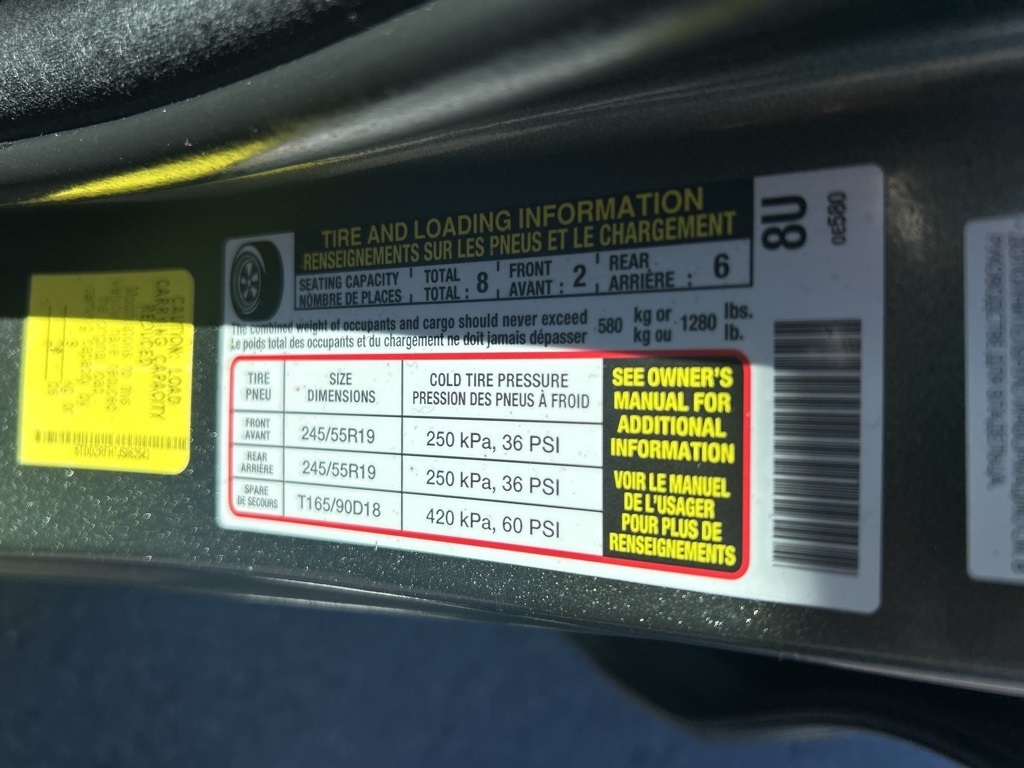 TIRE AND LOADING INFORMATION
RENSEIGNEMENTS SUR LES PNEUS ET LE CHARGEMENT
SEATING CAPACITY
NOMBRE DE PLACES
TOTAL
TOTAL : 8
FRONT
AVANT : 2
REAR
ARRIÈRE : 6
The combined weight of occupants and cargo should never exceed
Le poids total des occupants et du chargement ne doit jamais dépasser
580 kg or
kg ou
1280 lbs.
lb.
TIRE
PNEU
SIZE
DIMENSIONS
COLD TIRE PRESSURE
PRESSION DES PNEUS À FROID
FRONT
AVANT
245/55R19
250 kPa, 36 PSI
REAR
ARRIÈRE
245/55R19
250 kPa, 36 PSI
SPARE
DE SECOURS
T165/90D18
420 kPa, 60 PSI
SEE OWNER'S
MANUAL FOR
ADDITIONAL
INFORMATION
VOIR LE MANUEL
DE L'USAGER
POUR PLUS DE
RENSEIGNEMENTS
8U
0E580
CAUTION: LOAD
CARRYING CAPACITY
REDUCED